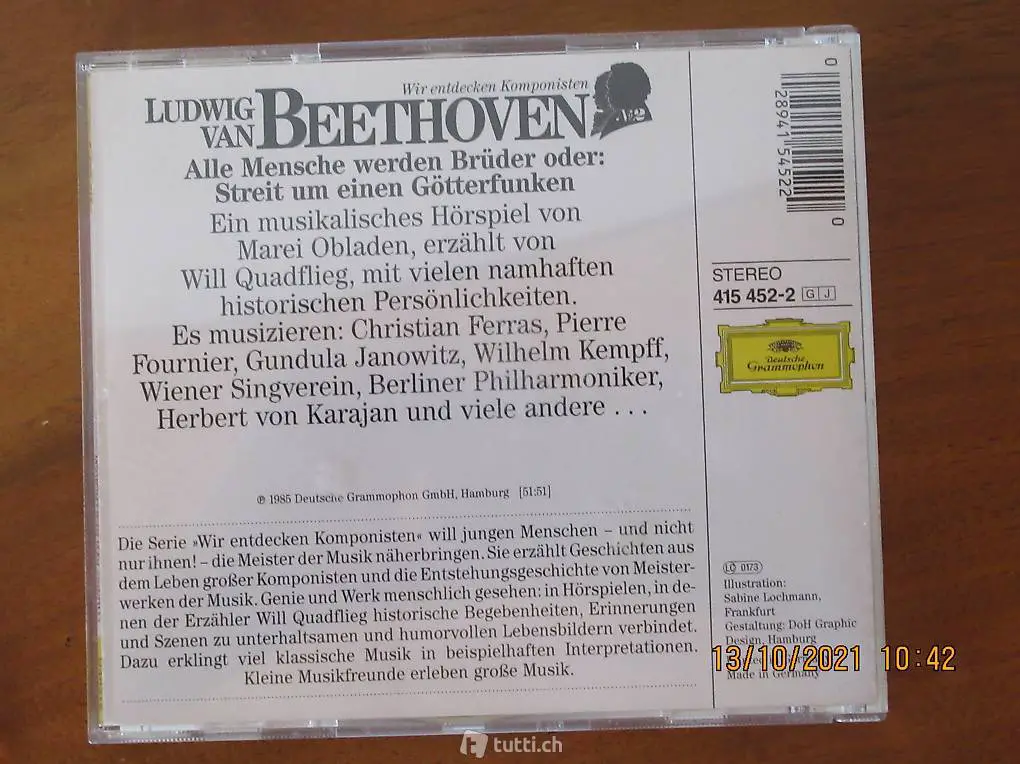 Wir entdecken Komponisten
LUDWIG
VAN
BEETHOVEN
№2
Alle Mensche werden Brüder oder:
Streit um einen Götterfunken
Ein musikalisches Hörspiel von
Marei Obladen, erzählt von
Will Quadflieg, mit vielen namhaften
historischen Persönlichkeiten.
Es musizieren: Christian Ferras, Pierre
Fournier, Gundula Janowitz, Wilhelm Kempff,
Wiener Singverein, Berliner Philharmoniker,
Herbert von Karajan und viele andere . . .
℗ 1985 Deutsche Grammophon GmbH, Hamburg [51:51]
Die Serie »Wir entdecken Komponisten« will jungen Menschen – und nicht
nur ihnen! – die Meister der Musik näherbringen. Sie erzählt Geschichten aus
dem Leben großer Komponisten und die Entstehungsgeschichte von Meister-
werken der Musik. Genie und Werk menschlich gesehen: in Hörspielen, in de-
nen der Erzähler Will Quadflieg historische Begebenheiten, Erinnerungen
und Szenen zu unterhaltsamen und humorvollen Lebensbildern verbindet.
Dazu erklingt viel klassische Musik in beispielhaften Interpretationen.
Kleine Musikfreunde erleben große Musik.
0 28941 54522 0
STEREO
415 452-2 G J
Deutsche
Grammophon
LC 0173
Illustration:
Sabine Lochmann,
Frankfurt
Gestaltung: DoH Graphic
Design, Hamburg
Made in Germany
13/10/2021 10:42
tutti.ch